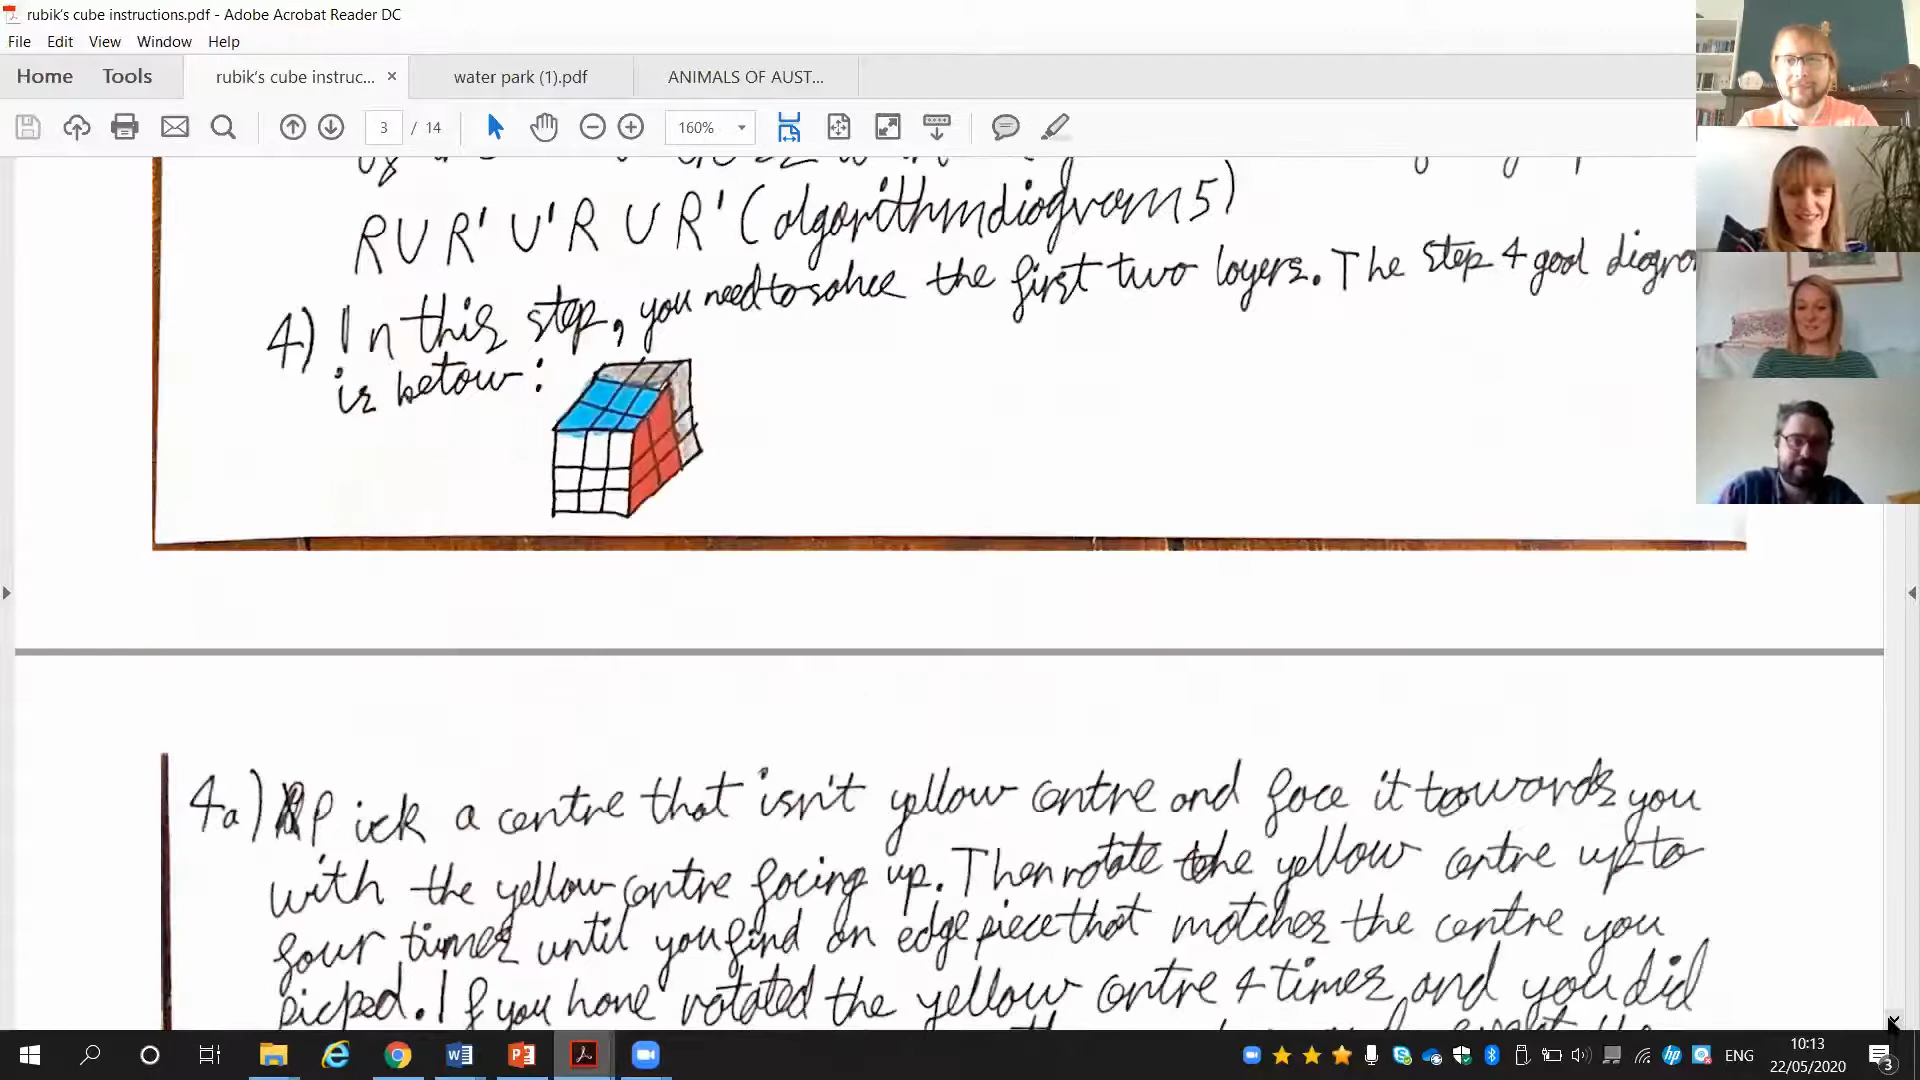 rubik's cube instructions.pdf - Adobe Acrobat Reader DC
File Edit View Window Help
Home Tools rubik's cube instruc... × water park (1).pdf ANIMALS OF AUST...
3 / 14 160%
R U R' U' R U R' (algorithm diagram 5)
4) In this step, you need to solve the first two layers. The step 4 goal diagra
is below:
4a) P ick a centre that isn't yellow centre and face it towards you
with the yellow centre facing up. Then rotate the yellow centre up to
four times until you find an edge piece that matches the centre you
picked. If you have rotated the yellow centre 4 times and you did
ENG
10:13
22/05/2020
3